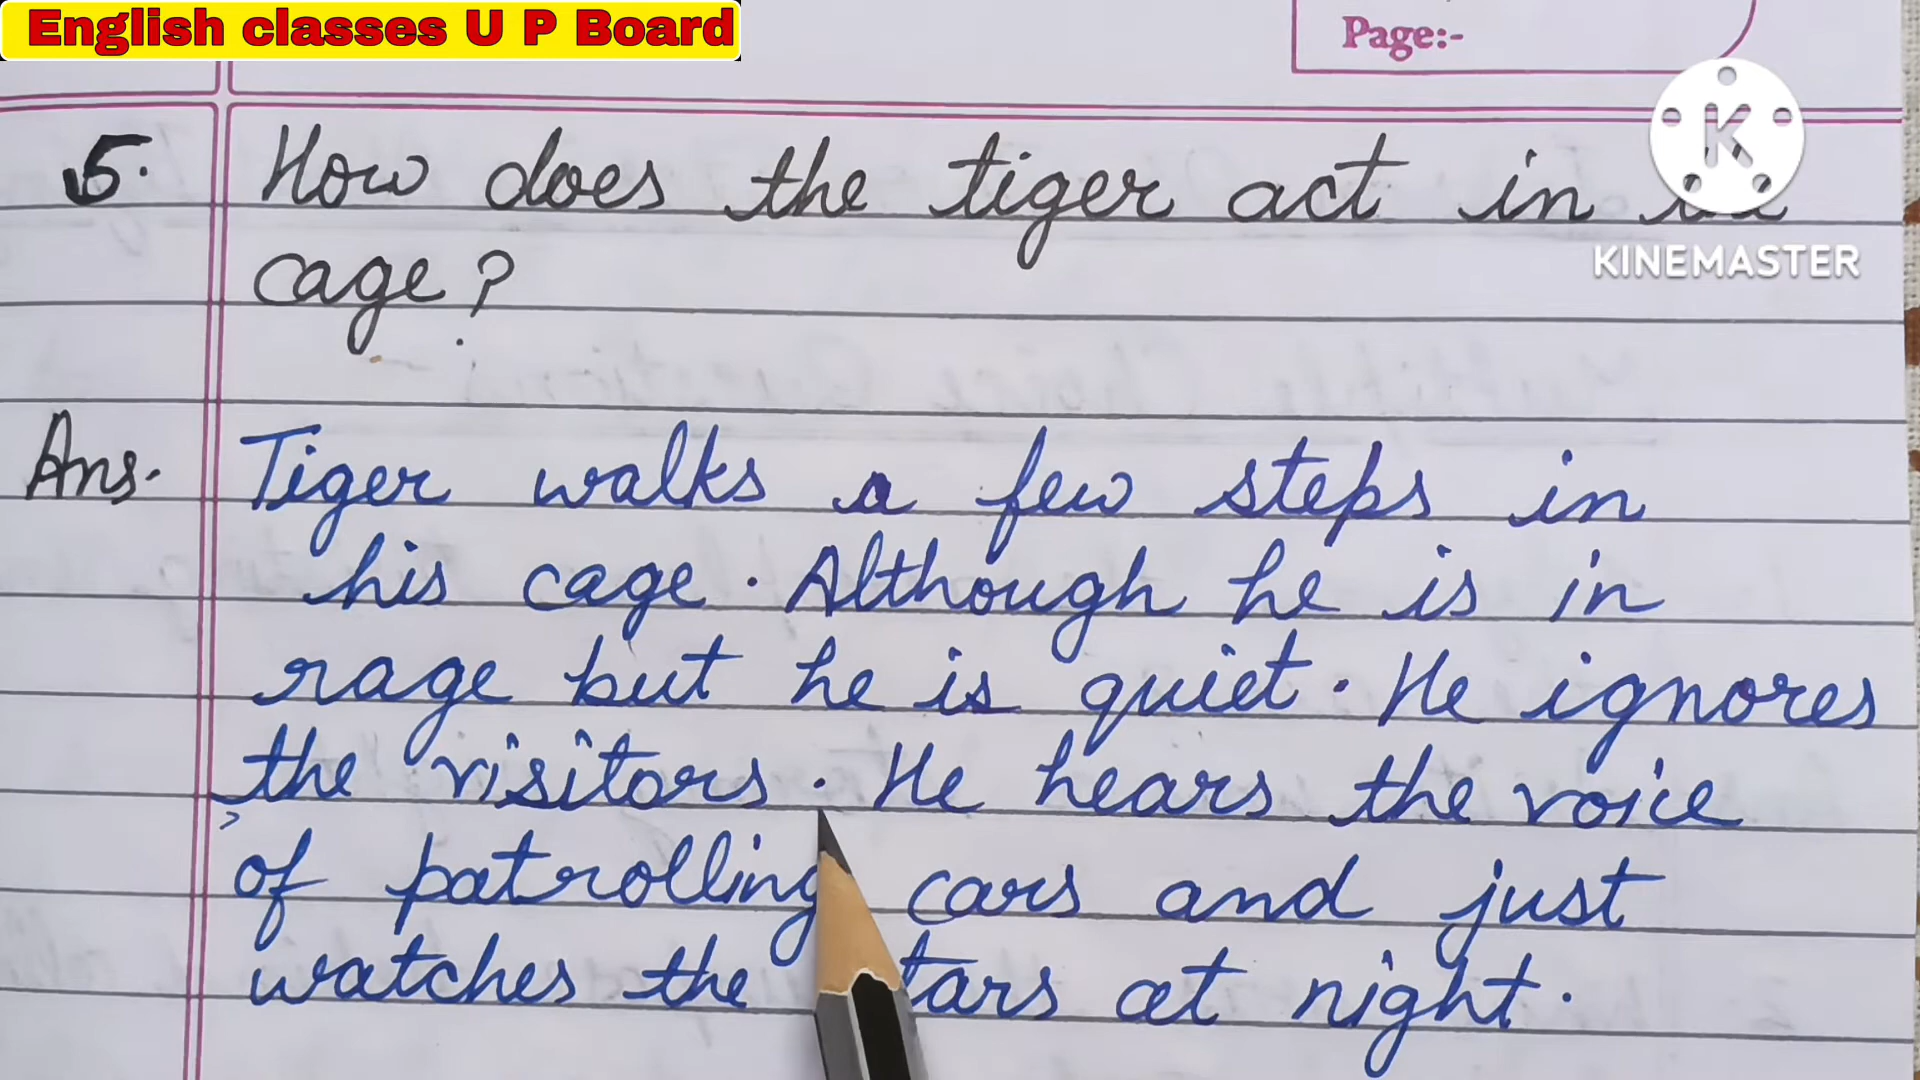 English classes U P Board
Page:-
5. How does the tiger act in
cage?
Ans. Tiger walks a few steps in
his cage. Although he is in
rage but he is quiet. He ignores
the visitors. He hears the voice
of patrolling cars and just
watches the tars at night.
K
KINEMASTER